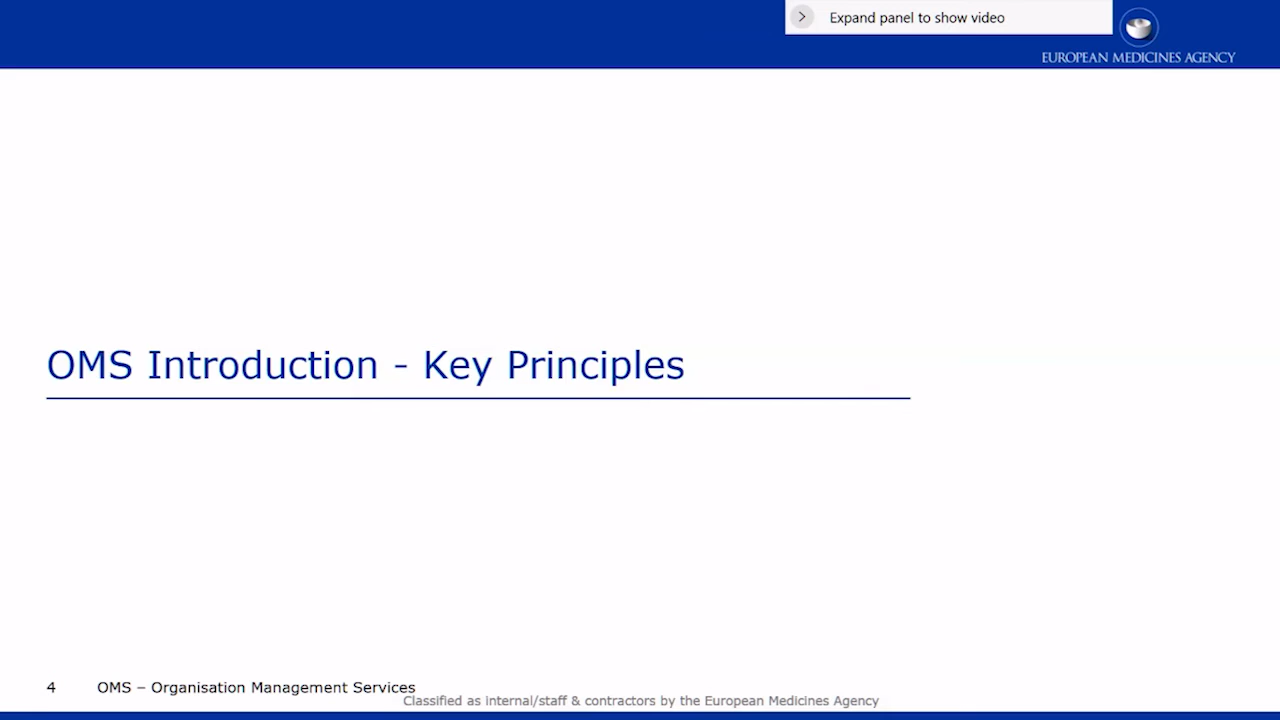 Expand panel to show video
EUROPEAN MEDICINES AGENCY
OMS Introduction - Key Principles
4 OMS – Organisation Management Services
Classified as internal/staff & contractors by the European Medicines Agency